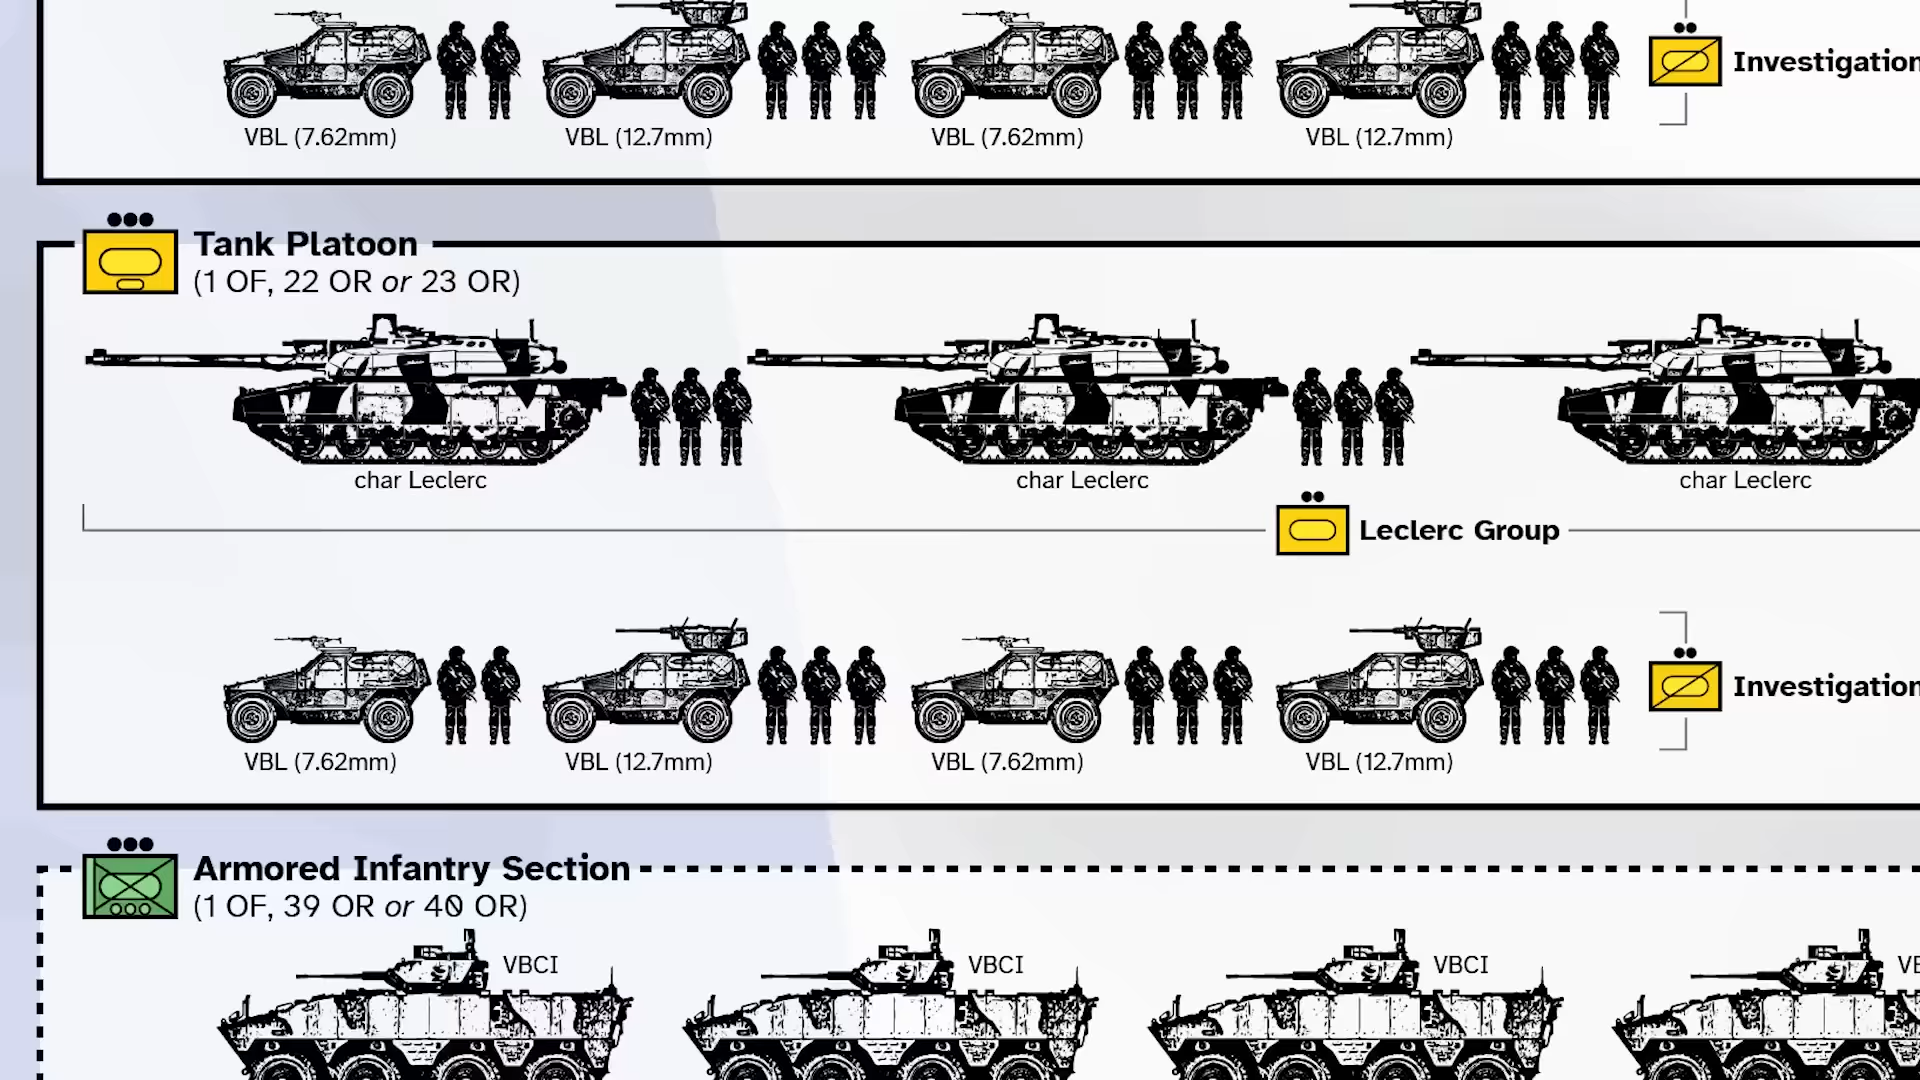 VBL (7.62mm) VBL (12.7mm) VBL (7.62mm) VBL (12.7mm) Investigation
Tank Platoon
(1 OF, 22 OR or 23 OR)
char Leclerc char Leclerc char Leclerc
Leclerc Group
VBL (7.62mm) VBL (12.7mm) VBL (7.62mm) VBL (12.7mm) Investigation
Armored Infantry Section
(1 OF, 39 OR or 40 OR)
VBCI VBCI VBCI